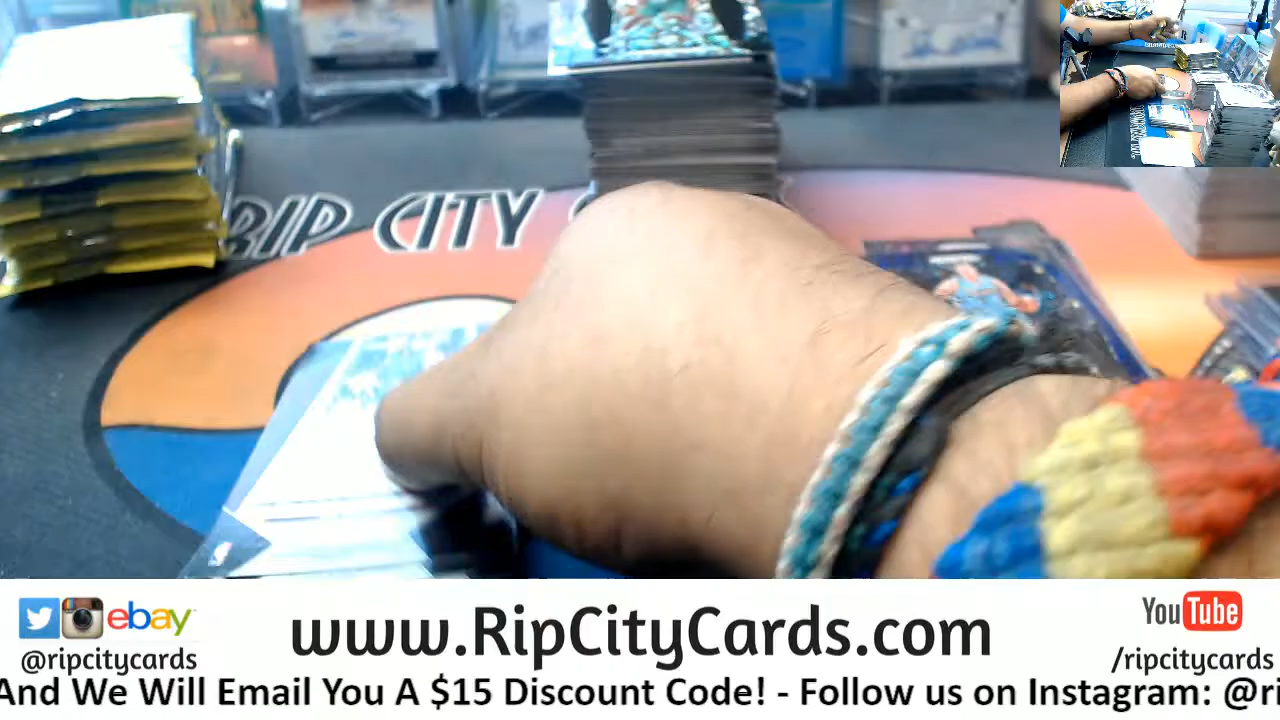 RIP CITY
ebay
www.RipCityCards.com
YouTube
@ripcitycards
/ripcitycards
And We Will Email You A $15 Discount Code! - Follow us on Instagram: @ri